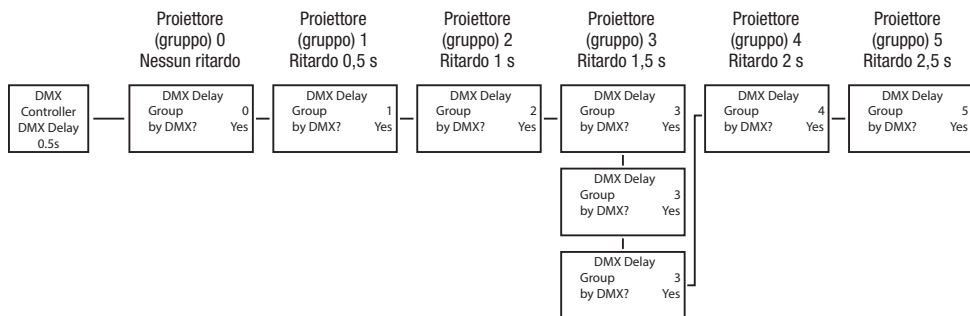 Proiettore
(gruppo) 0
Nessun ritardo
Proiettore
(gruppo) 1
Ritardo 0,5 s
Proiettore
(gruppo) 2
Ritardo 1 s
Proiettore
(gruppo) 3
Ritardo 1,5 s
Proiettore
(gruppo) 4
Ritardo 2 s
Proiettore
(gruppo) 5
Ritardo 2,5 s
DMX
Controller
DMX Delay
0.5s
DMX Delay
Group 0
by DMX? Yes
DMX Delay
Group 1
by DMX? Yes
DMX Delay
Group 2
by DMX? Yes
DMX Delay
Group 3
by DMX? Yes
DMX Delay
Group 3
by DMX? Yes
DMX Delay
Group 3
by DMX? Yes
DMX Delay
Group 4
by DMX? Yes
DMX Delay
Group 5
by DMX? Yes